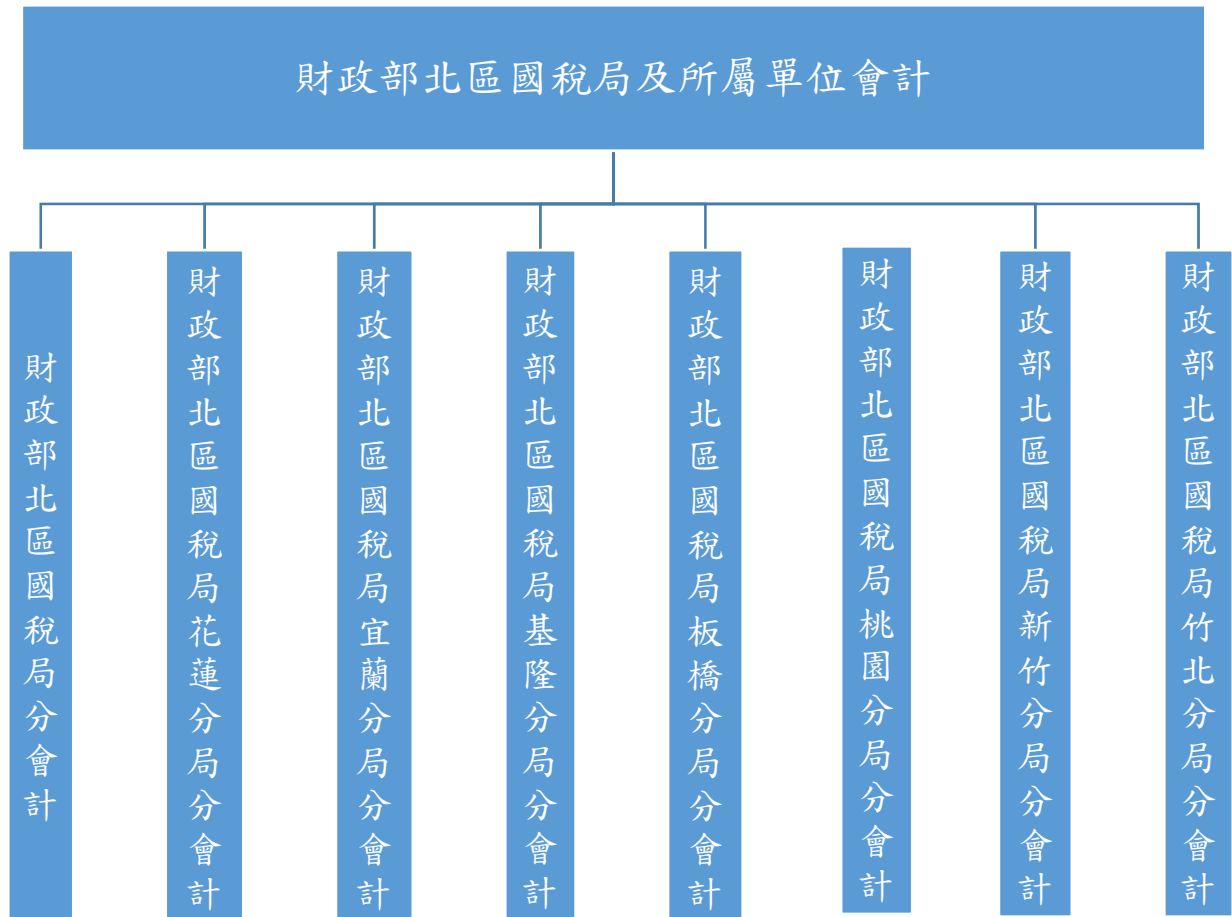 財政部北區國稅局及所屬單位會計
財政部北區國稅局分會計
財政部北區國稅局花蓮分局分會計
財政部北區國稅局宜蘭分局分會計
財政部北區國稅局基隆分局分會計
財政部北區國稅局板橋分局分會計
財政部北區國稅局桃園分局分會計
財政部北區國稅局新竹分局分會計
財政部北區國稅局竹北分局分會計